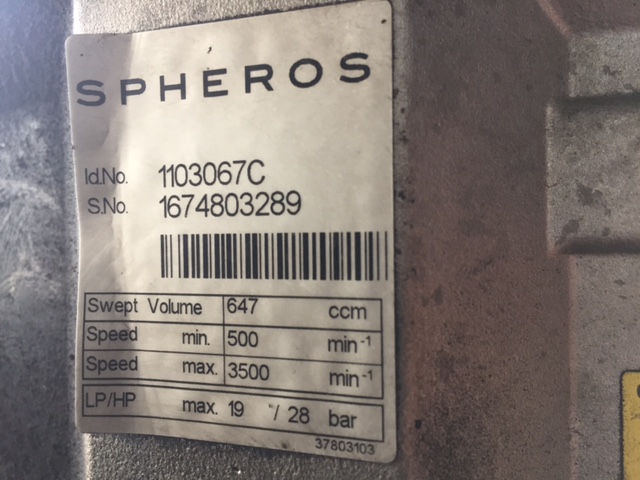 SPHEROS
Id.No. 1103067C
S.No. 1674803289
Swept Volume 647 ccm
Speed min. 500 min-1
Speed max. 3500 min-1
LP/HP max. 19 / 28 bar
37803103